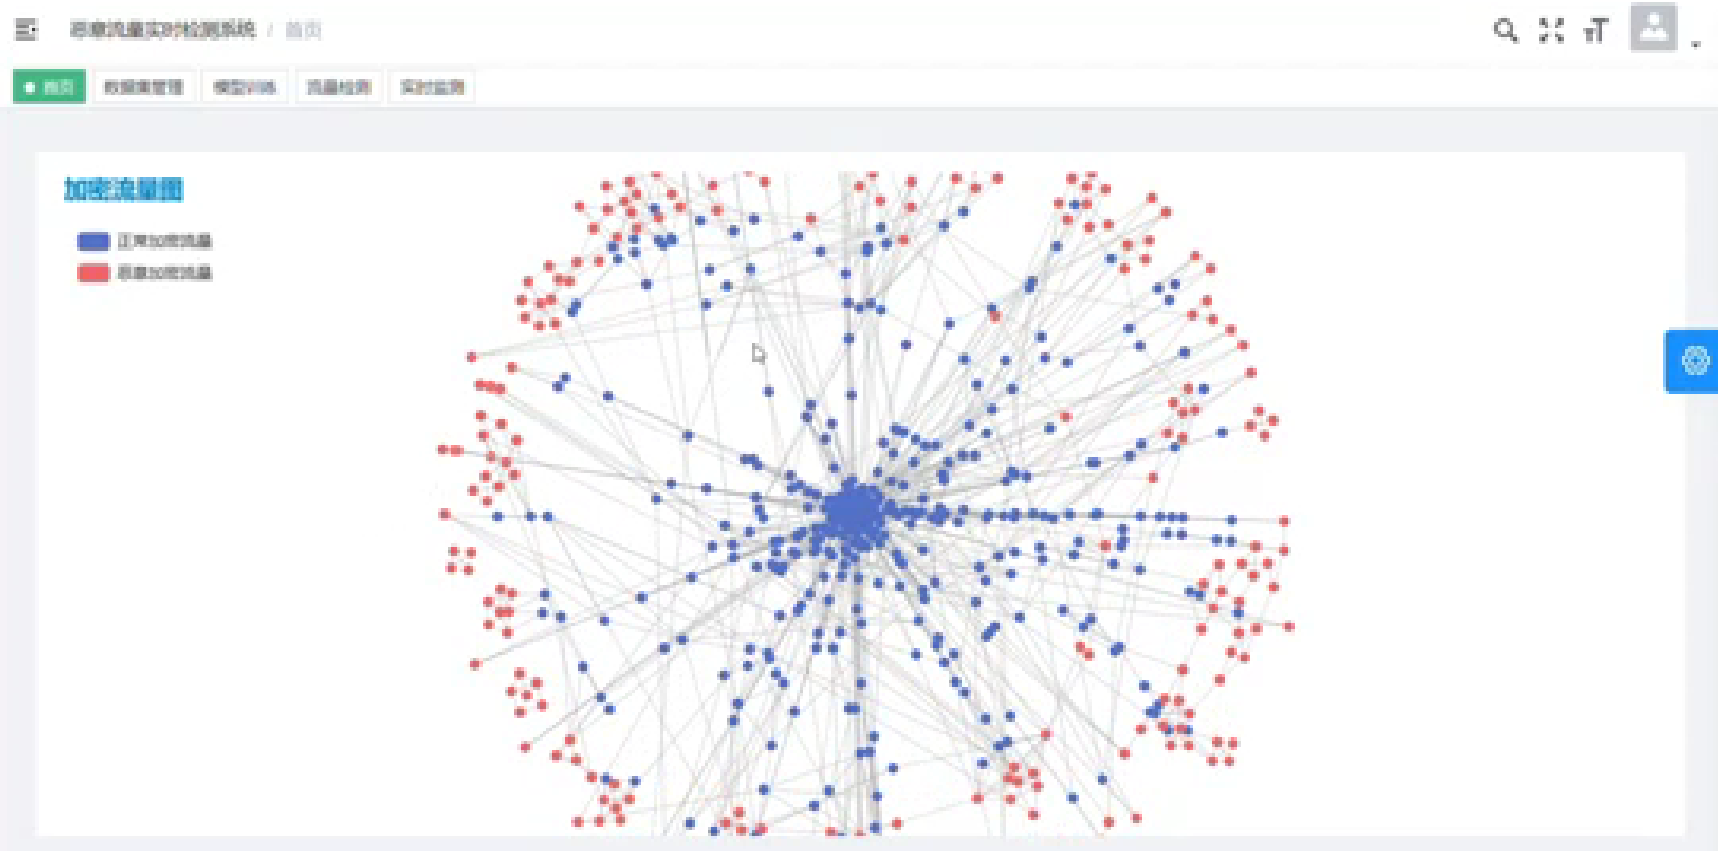 恶意流量实时检测系统 / 首页
首页 数据集管理 模型训练 流量检测 实时监测
加密流量图
正常加密流量
恶意加密流量